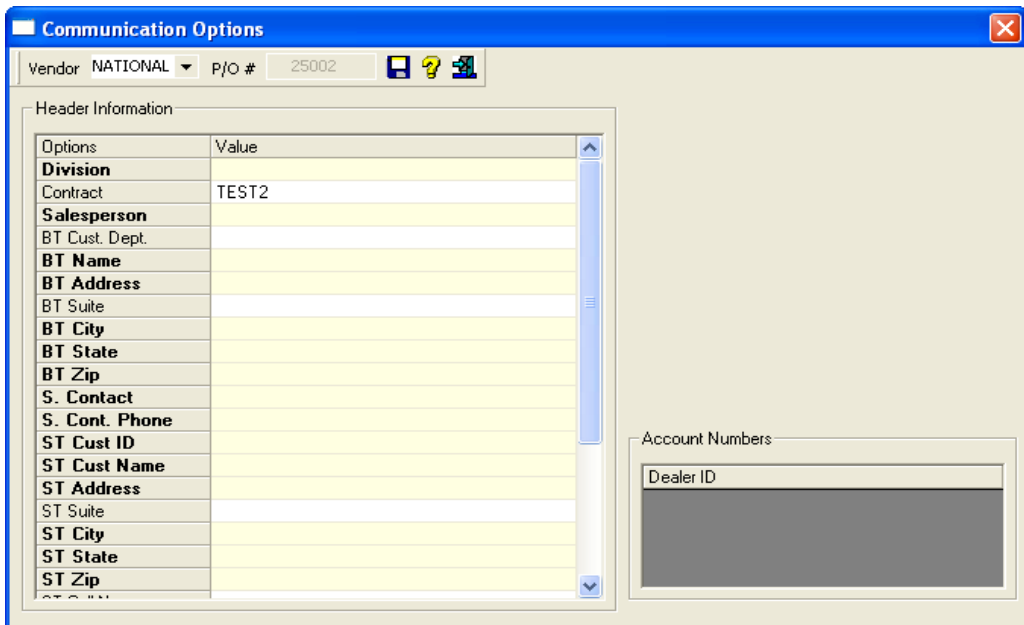 Communication Options
Vendor NATIONAL P/O # 25002
Header Information
Options Value
Division
Contract TEST2
Salesperson
BT Cust. Dept.
BT Name
BT Address
BT Suite
BT City
BT State
BT Zip
S. Contact
S. Cont. Phone
ST Cust ID
ST Cust Name
ST Address
ST Suite
ST City
ST State
ST Zip
Account Numbers
Dealer ID